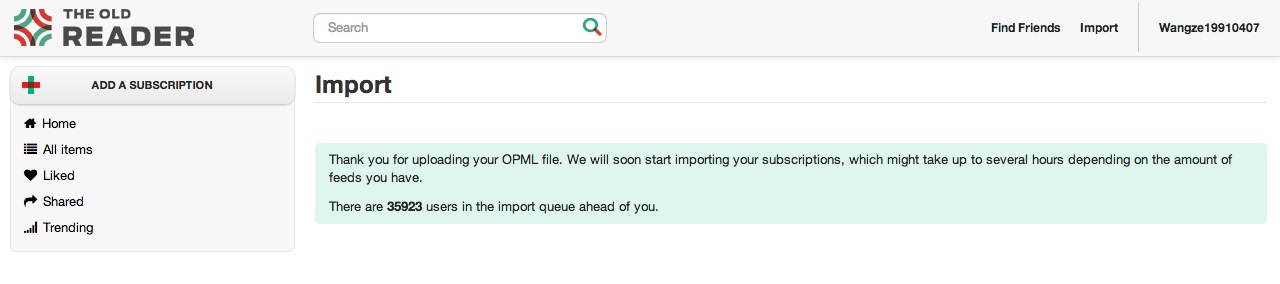 THE OLD
READER
Search
Find Friends
Import
Wangze19910407
ADD A SUBSCRIPTION
Home
All items
Liked
Shared
Trending
Import
Thank you for uploading your OPML file. We will soon start importing your subscriptions, which might take up to several hours depending on the amount of
feeds you have.
There are 35923 users in the import queue ahead of you.